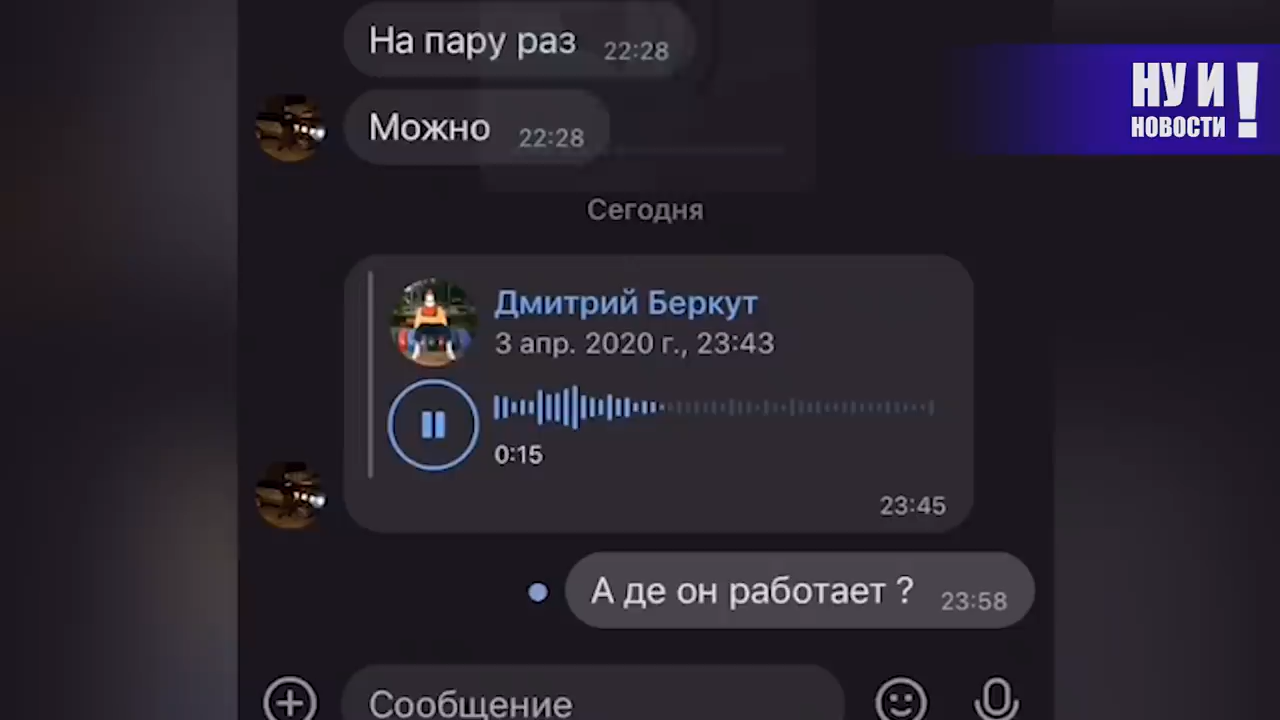 На пару раз 22:28
НУ И
НОВОСТИ!
Можно 22:28
Сегодня
Дмитрий Беркут
3 апр. 2020 г., 23:43
0:15
23:45
А де он работает ? 23:58
Сообщение